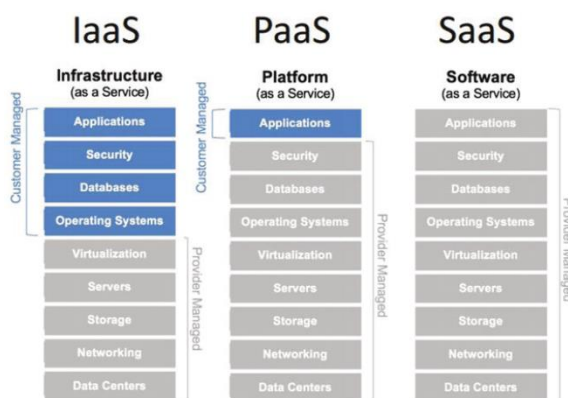 IaaS
Infrastructure
(as a Service)
Customer Managed
Applications
Security
Databases
Operating Systems
Virtualization
Servers
Storage
Networking
Data Centers
Provider Managed
PaaS
Platform
(as a Service)
Customer Managed
Applications
Security
Databases
Operating Systems
Virtualization
Servers
Storage
Networking
Data Centers
Provider Managed
SaaS
Software
(as a Service)
Applications
Security
Databases
Operating Systems
Virtualization
Servers
Storage
Networking
Data Centers
Provider Managed